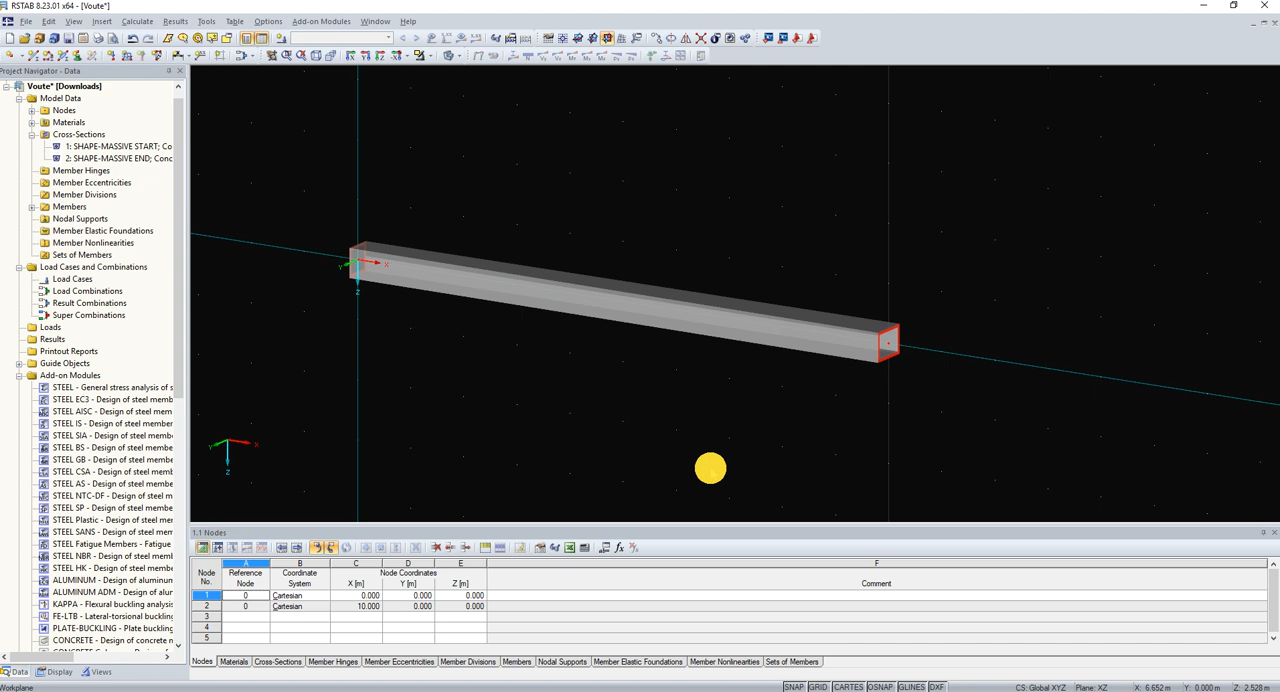 RSTAB 8.23.01 x64 - [Voute*]
File Edit View Insert Calculate Results Tools Table Options Add-on Modules Window Help
Project Navigator - Data
Voute* [Downloads]
Model Data
Nodes
Materials
Cross-Sections
1: SHAPE-MASSIVE START; Co
2: SHAPE-MASSIVE END; Conc
Member Hinges
Member Eccentricities
Member Divisions
Members
Nodal Supports
Member Elastic Foundations
Member Nonlinearities
Sets of Members
Load Cases and Combinations
Load Cases
Load Combinations
Result Combinations
Super Combinations
Loads
Results
Printout Reports
Guide Objects
Add-on Modules
STEEL - General stress analysis of s
STEEL EC3 - Design of steel memb
STEEL AISC - Design of steel meml
STEEL IS - Design of steel member
STEEL SIA - Design of steel membe
STEEL BS - Design of steel membe
STEEL GB - Design of steel membe
STEEL CSA - Design of steel memb
STEEL AS - Design of steel membe
STEEL NTC-DF - Design of steel m
STEEL SP - Design of steel membe
STEEL Plastic - Design of steel mer
STEEL SANS - Design of steel mem
STEEL Fatigue Members - Fatigue
STEEL NBR - Design of steel memb
STEEL HK - Design of steel membe
ALUMINUM - Design of aluminum
ALUMINUM ADM - Design of alum
KAPPA - Flexural buckling analysis
FE-LTB - Lateral-torsional buckling
PLATE-BUCKLING - Plate buckling
CONCRETE - Design of concrete n
Data Display Views
X
Y
Z
X
Y
Z
1.1 Nodes
A B C D E F
Node No. Reference Node Coordinate System Node Coordinates X [m] Y [m] Z [m] Comment
1 0 Cartesian 0.000 0.000 0.000
2 0 Cartesian 10.000 0.000 0.000
3
4
5
Nodes Materials Cross-Sections Member Hinges Member Eccentricities Member Divisions Members Nodal Supports Member Elastic Foundations Member Nonlinearities Sets of Members
Workplane SNAP GRID CARTES OSNAP GLINES DXF CS: Global XYZ Plane: XZ X: 6.652 m Y: 0.000 m Z: 2.528 m